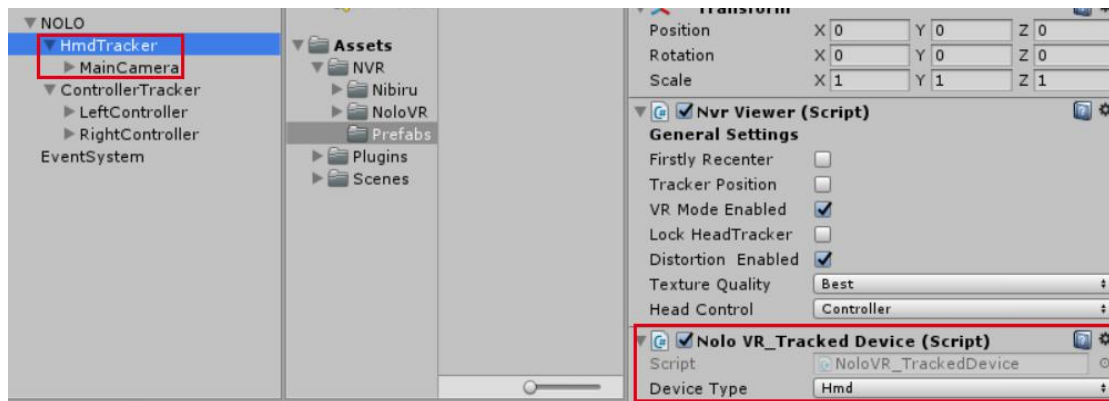 NOLO
HmdTracker
MainCamera
ControllerTracker
LeftController
RightController
EventSystem
Assets
NVR
Nibiru
NoloVR
Prefabs
Plugins
Scenes
Transform
Position X 0 Y 0 Z 0
Rotation X 0 Y 0 Z 0
Scale X 1 Y 1 Z 1
Nvr Viewer (Script)
General Settings
Firstly Recenter
Tracker Position
VR Mode Enabled
Lock HeadTracker
Distortion Enabled
Texture Quality Best
Head Control Controller
Nolo VR_Tracked Device (Script)
Script NoloVR_TrackedDevice
Device Type Hmd